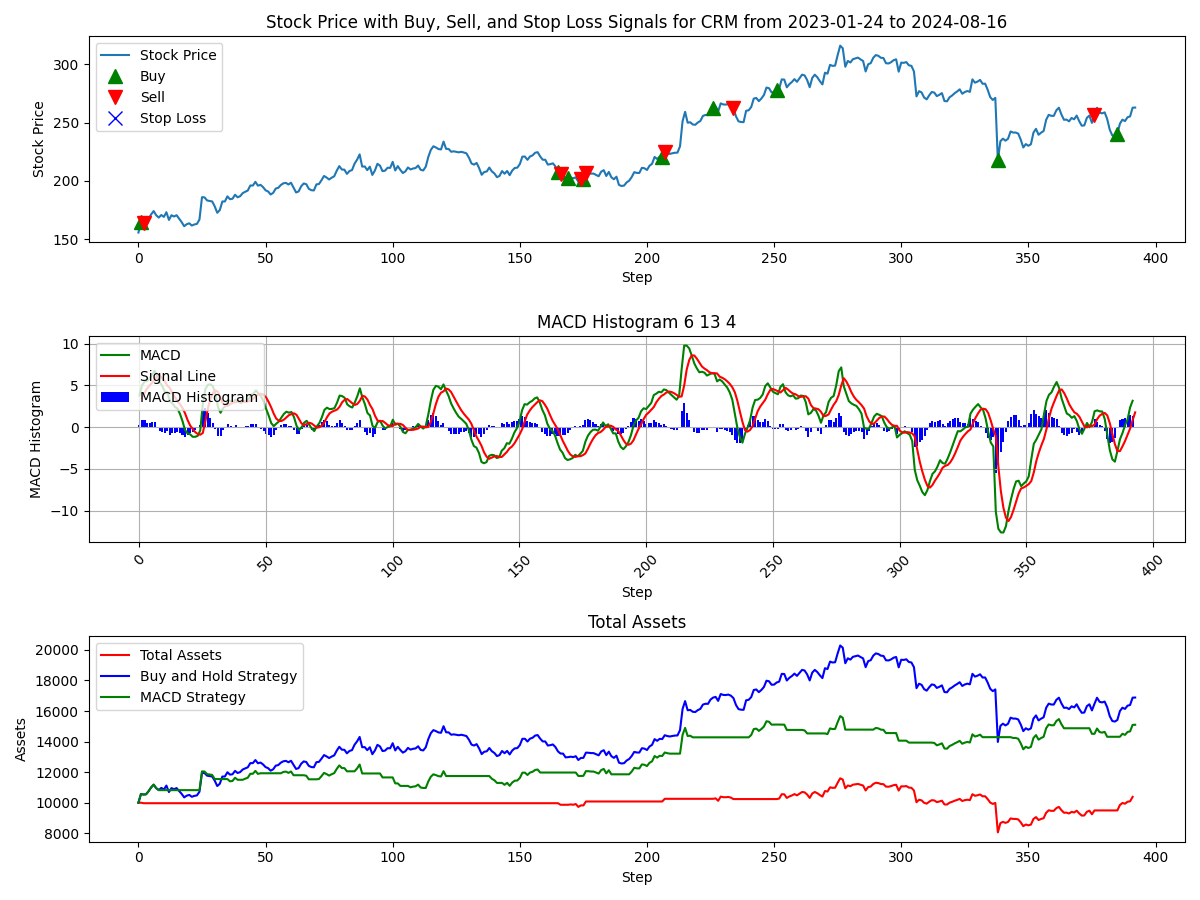 Stock Price with Buy, Sell, and Stop Loss Signals for CRM from 2023-01-24 to 2024-08-16
Stock Price
Buy
Sell
Stop Loss
Stock Price
300
250
200
150
0 50 100 150 200 250 300 350 400
Step
MACD Histogram 6 13 4
MACD
Signal Line
MACD Histogram
MACD Histogram
10
5
0
−5
−10
0 50 100 150 200 250 300 350 400
Step
Total Assets
Total Assets
Buy and Hold Strategy
MACD Strategy
Assets
20000
18000
16000
14000
12000
10000
8000
0 50 100 150 200 250 300 350 400
Step